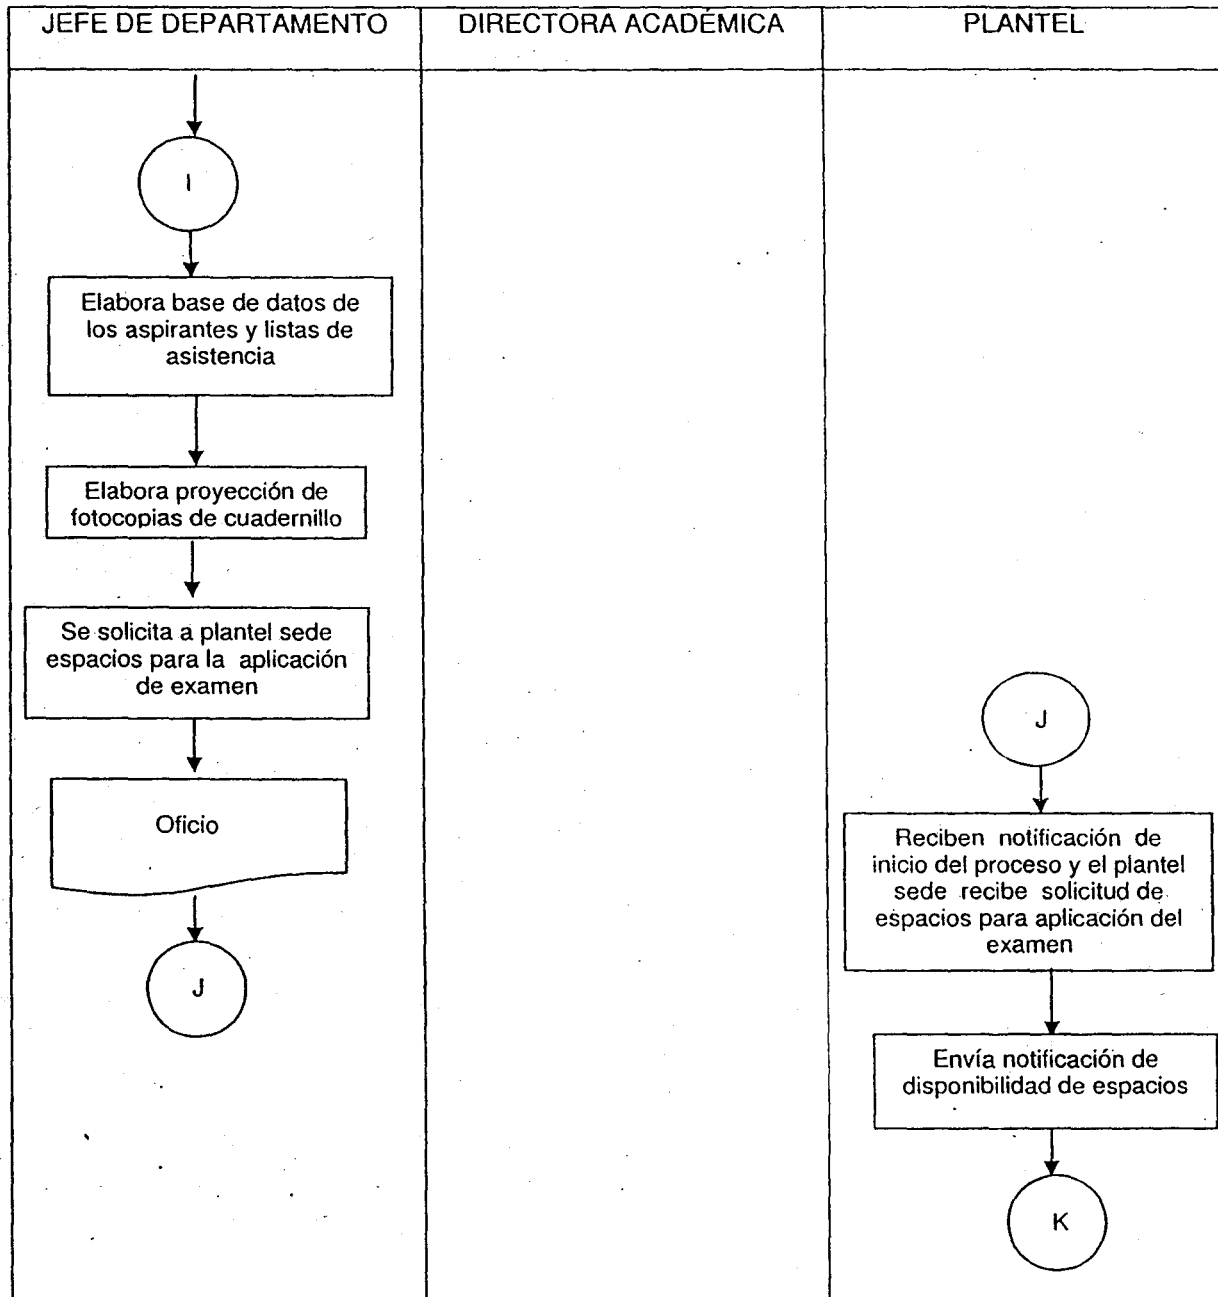 JEFE DE DEPARTAMENTO
DIRECTORA ACADÉMICA
PLANTEL
I
Elabora base de datos de
los aspirantes y listas de
asistencia
Elabora proyección de
fotocopias de cuadernillo
Se solicita a plantel sede
espacios para la aplicación
de examen
Oficio
J
J
Reciben notificación de
inicio del proceso y el plantel
sede recibe solicitud de
espacios para aplicación del
examen
Envía notificación de
disponibilidad de espacios
K